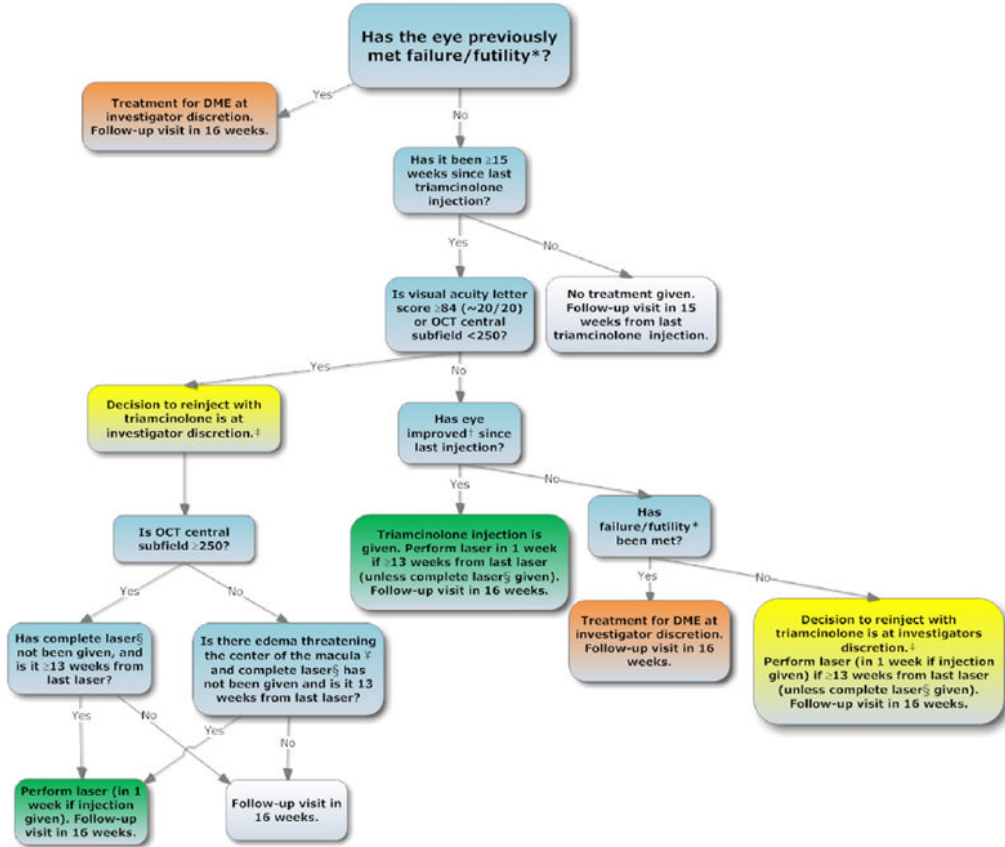 Has the eye previously
met failure/futility*?
Yes
No
Treatment for DME at
investigator discretion.
Follow-up visit in 16 weeks.
Has it been ≥15
weeks since last
triamcinolone
injection?
Yes
No
Is visual acuity letter
score ≥84 (~20/20)
or OCT central
subfield <250?
No treatment given.
Follow-up visit in 15
weeks from last
triamcinolone injection.
Yes
No
Decision to reinject with
triamcinolone is at
investigator discretion.‡
Has eye
improved† since
last injection?
Yes
No
Is OCT central
subfield ≥250?
Triamcinolone injection is
given. Perform laser in 1 week
if ≥13 weeks from last laser
(unless complete laser§ given).
Follow-up visit in 16 weeks.
Has
failure/futility*
been met?
Yes
No
Yes
No
Has complete laser§
not been given, and
is it ≥13 weeks from
last laser?
Is there edema threatening
the center of the macula ¥
and complete laser§ has
not been given and is it 13
weeks from last laser?
Treatment for DME at
investigator discretion.
Follow-up visit in 16
weeks.
Decision to reinject with
triamcinolone is at investigators
discretion.‡
Perform laser (in 1 week if injection
given) if ≥13 weeks from last laser
(unless complete laser§ given).
Follow-up visit in 16 weeks.
Yes
No
Yes
No
Perform laser (in 1
week if injection
given). Follow-up
visit in 16 weeks.
Follow-up visit in
16 weeks.